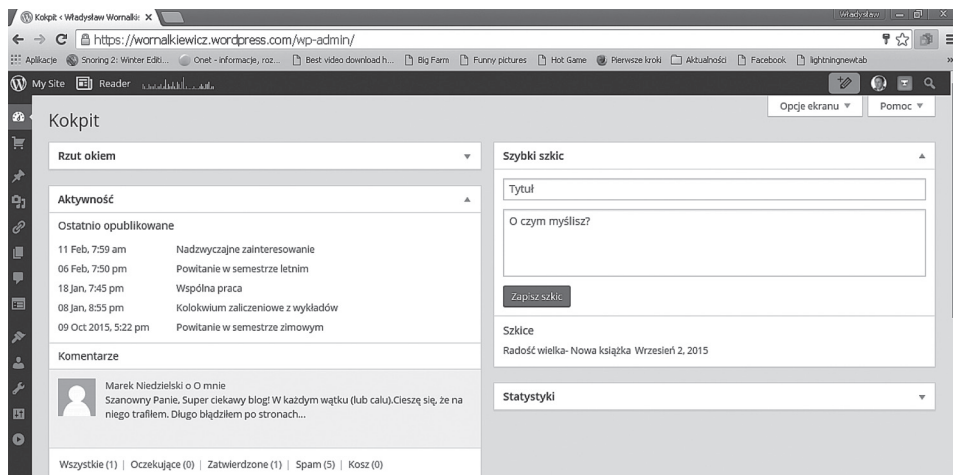 Kokpit < Władysław Wornalki
Władysław
https://wornalkiewicz.wordpress.com/wp-admin/
Aplikacje Snoring 2: Winter Editi... Onet - informacje, roz... Best video download h... Big Farm Funny pictures Hot Game Pierwsze kroki Aktualności Facebook lightningnewtab
My Site Reader
Opcje ekranu Pomoc
Kokpit
Rzut okiem
Aktywność
Ostatnio opublikowane
11 Feb, 7:59 am Nadzwyczajne zainteresowanie
06 Feb, 7:50 pm Powitanie w semestrze letnim
18 Jan, 7:45 pm Wspólna praca
08 Jan, 8:55 pm Kolokwium zaliczeniowe z wykładów
09 Oct 2015, 5:22 pm Powitanie w semestrze zimowym
Komentarze
Marek Niedzielski o O mnie
Szanowny Panie, Super ciekawy blog! W każdym wątku (lub calu).Cieszę się, że na
niego trafiłem. Długo błądziłem po stronach...
Wszystkie (1) | Oczekujące (0) | Zatwierdzone (1) | Spam (5) | Kosz (0)
Szybki szkic
Tytuł
O czym myślisz?
Zapisz szkic
Szkice
Radość wielka- Nowa książka Wrzesień 2, 2015
Statystyki